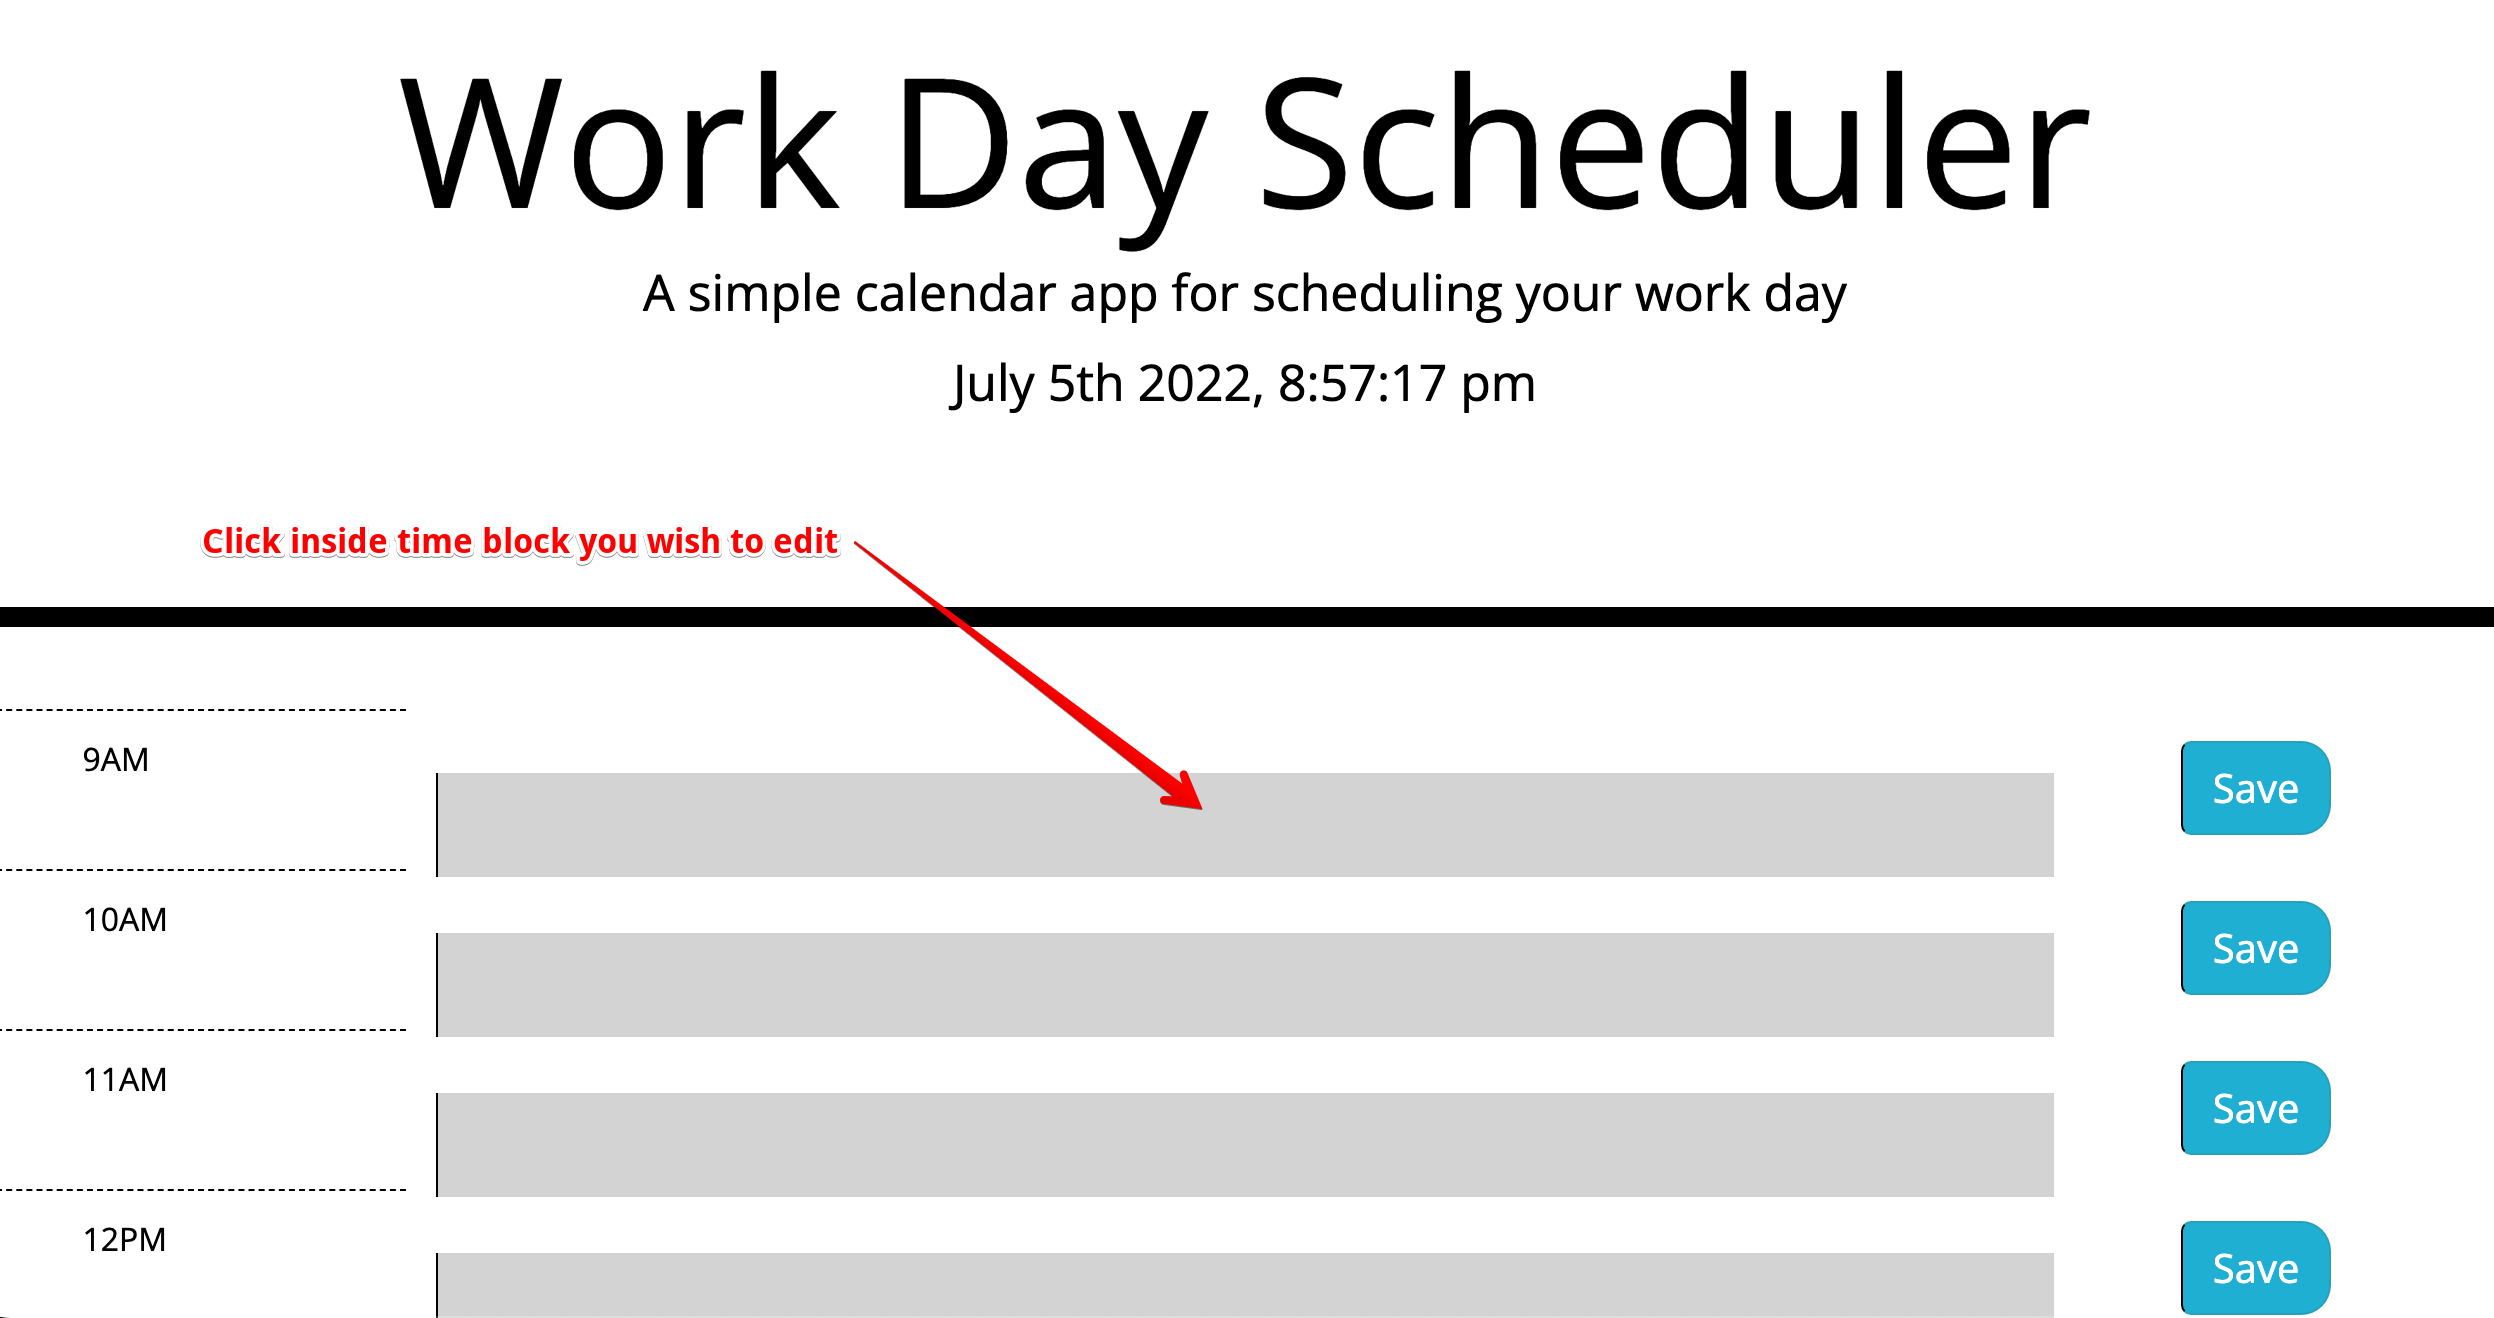 Work Day Scheduler
A simple calendar app for scheduling your work day
July 5th 2022, 8:57:17 pm
Click inside time block you wish to edit
9AM
Save
10AM
Save
11AM
Save
12PM
Save